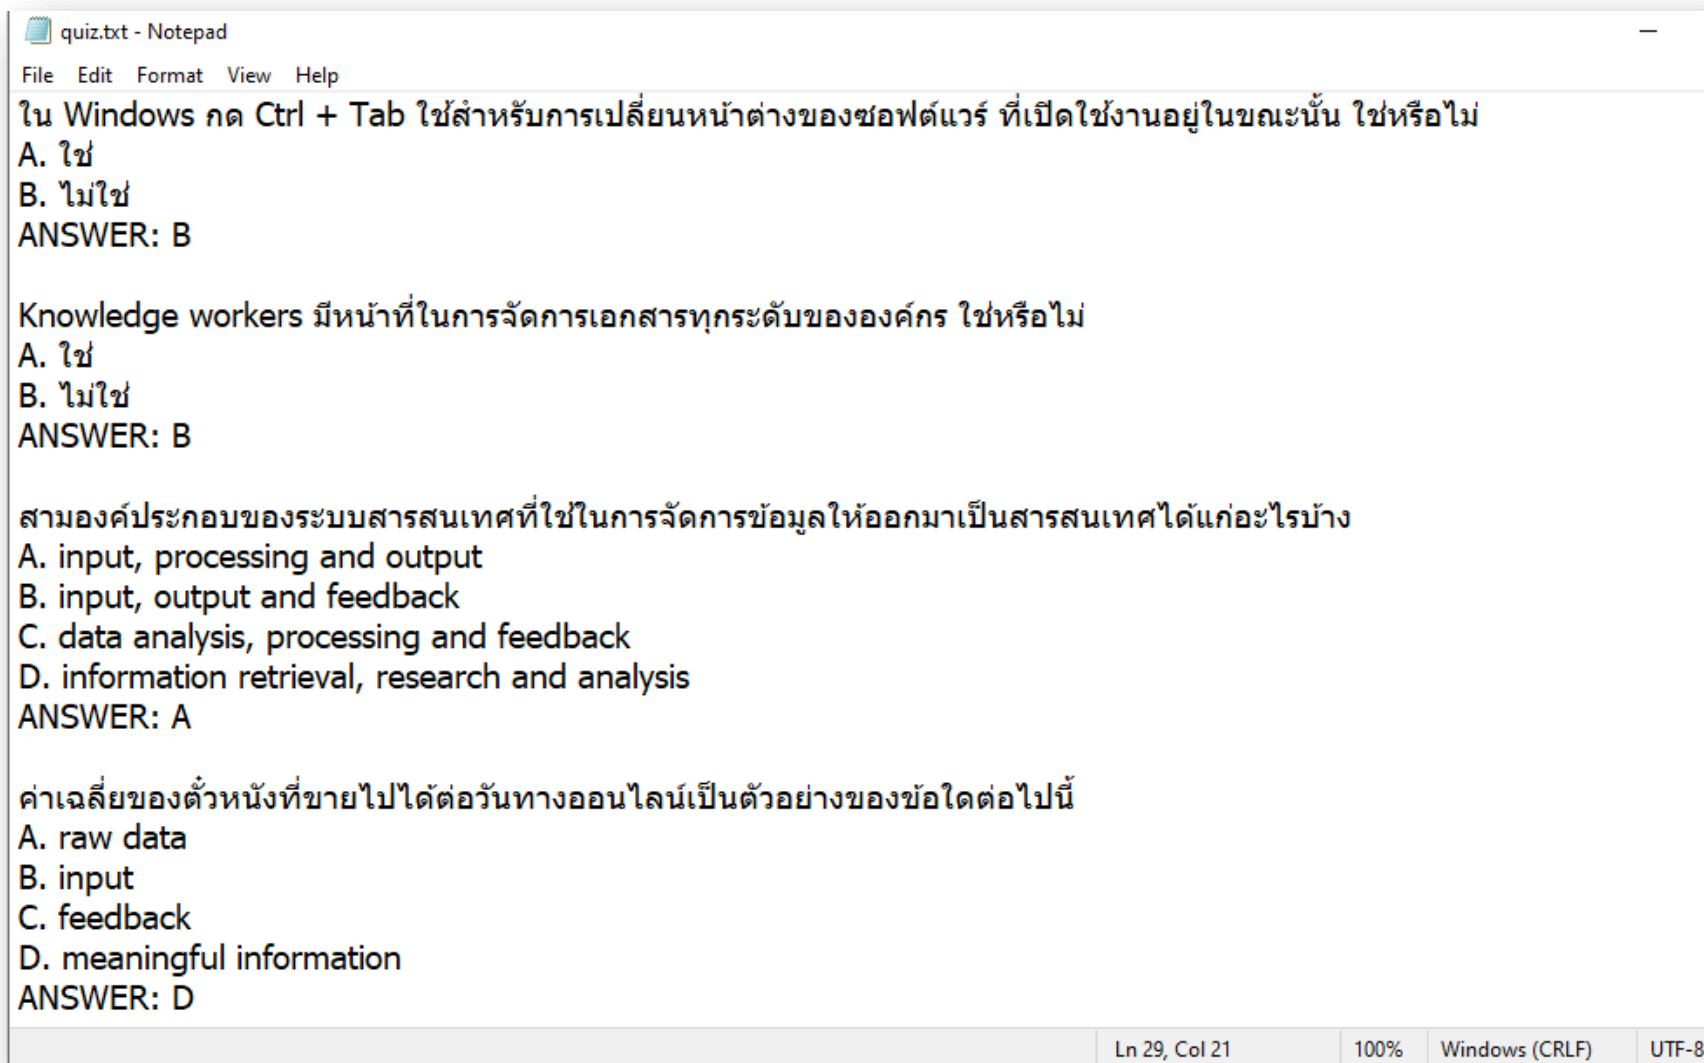 quiz.txt - Notepad
File Edit Format View Help
ใน Windows กด Ctrl + Tab ใช้สำหรับการเปลี่ยนหน้าต่างของซอฟต์แวร์ ที่เปิดใช้งานอยู่ในขณะนั้น ใช่หรือไม่
A. ใช่
B. ไม่ใช่
ANSWER: B
Knowledge workers มีหน้าที่ในการจัดการเอกสารทุกระดับขององค์กร ใช่หรือไม่
A. ใช่
B. ไม่ใช่
ANSWER: B
สามองค์ประกอบของระบบสารสนเทศที่ใช้ในการจัดการข้อมูลให้ออกมาเป็นสารสนเทศได้แก่อะไรบ้าง
A. input, processing and output
B. input, output and feedback
C. data analysis, processing and feedback
D. information retrieval, research and analysis
ANSWER: A
ค่าเฉลี่ยของตั๋วหนังที่ขายไปได้ต่อวันทางออนไลน์เป็นตัวอย่างของข้อใดต่อไปนี้
A. raw data
B. input
C. feedback
D. meaningful information
ANSWER: D
Ln 29, Col 21 100% Windows (CRLF) UTF-8